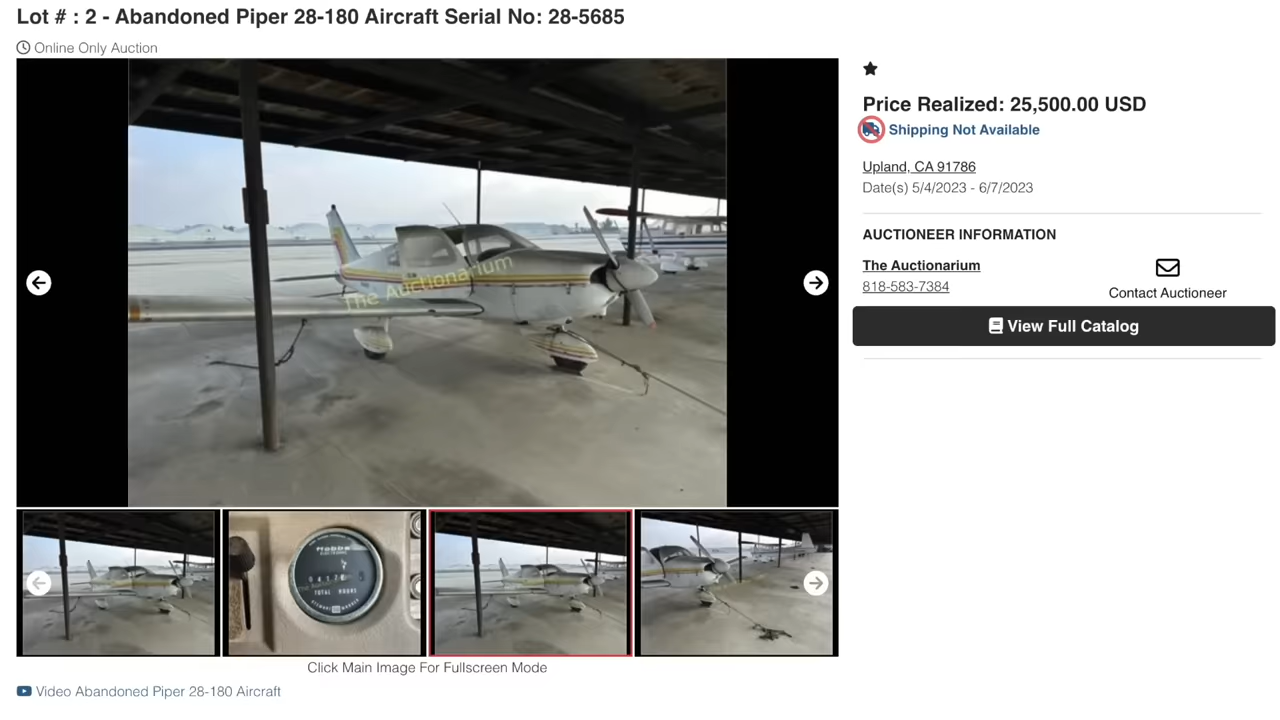 Lot # : 2 - Abandoned Piper 28-180 Aircraft Serial No: 28-5685
Online Only Auction
The Auctionarium
Price Realized: 25,500.00 USD
Shipping Not Available
Upland, CA 91786
Date(s) 5/4/2023 - 6/7/2023
AUCTIONEER INFORMATION
The Auctionarium
818-583-7384
Contact Auctioneer
View Full Catalog
Hobbs
TOTAL HOURS
Click Main Image For Fullscreen Mode
Video Abandoned Piper 28-180 Aircraft